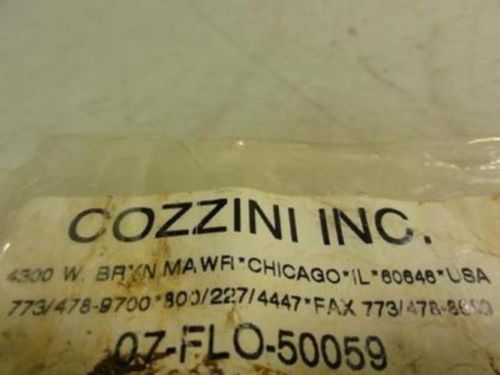 COZZINI INC.
4300 W. BRYN MAWR*CHICAGO*IL*60646*USA
773/478-9700*800/227/4447*FAX 773/478-8600
07-FLO-50059